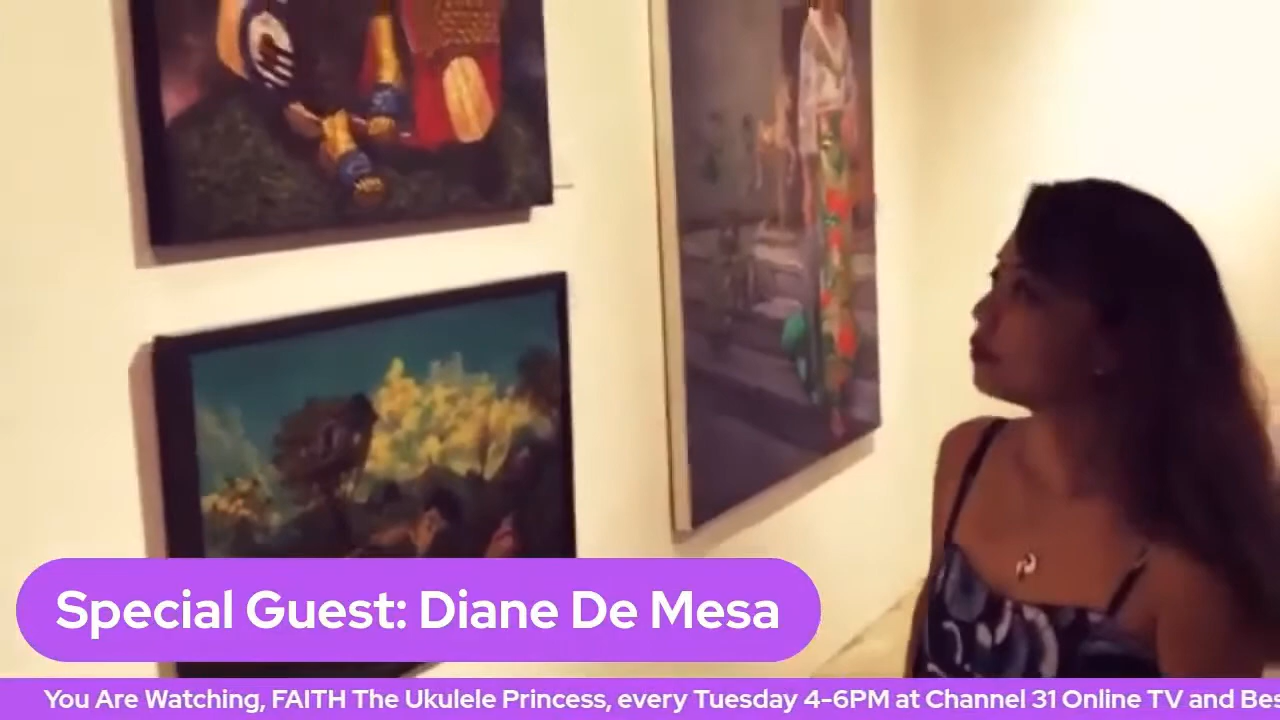 Special Guest: Diane De Mesa
You Are Watching, FAITH The Ukulele Princess, every Tuesday 4-6PM at Channel 31 Online TV and Bes